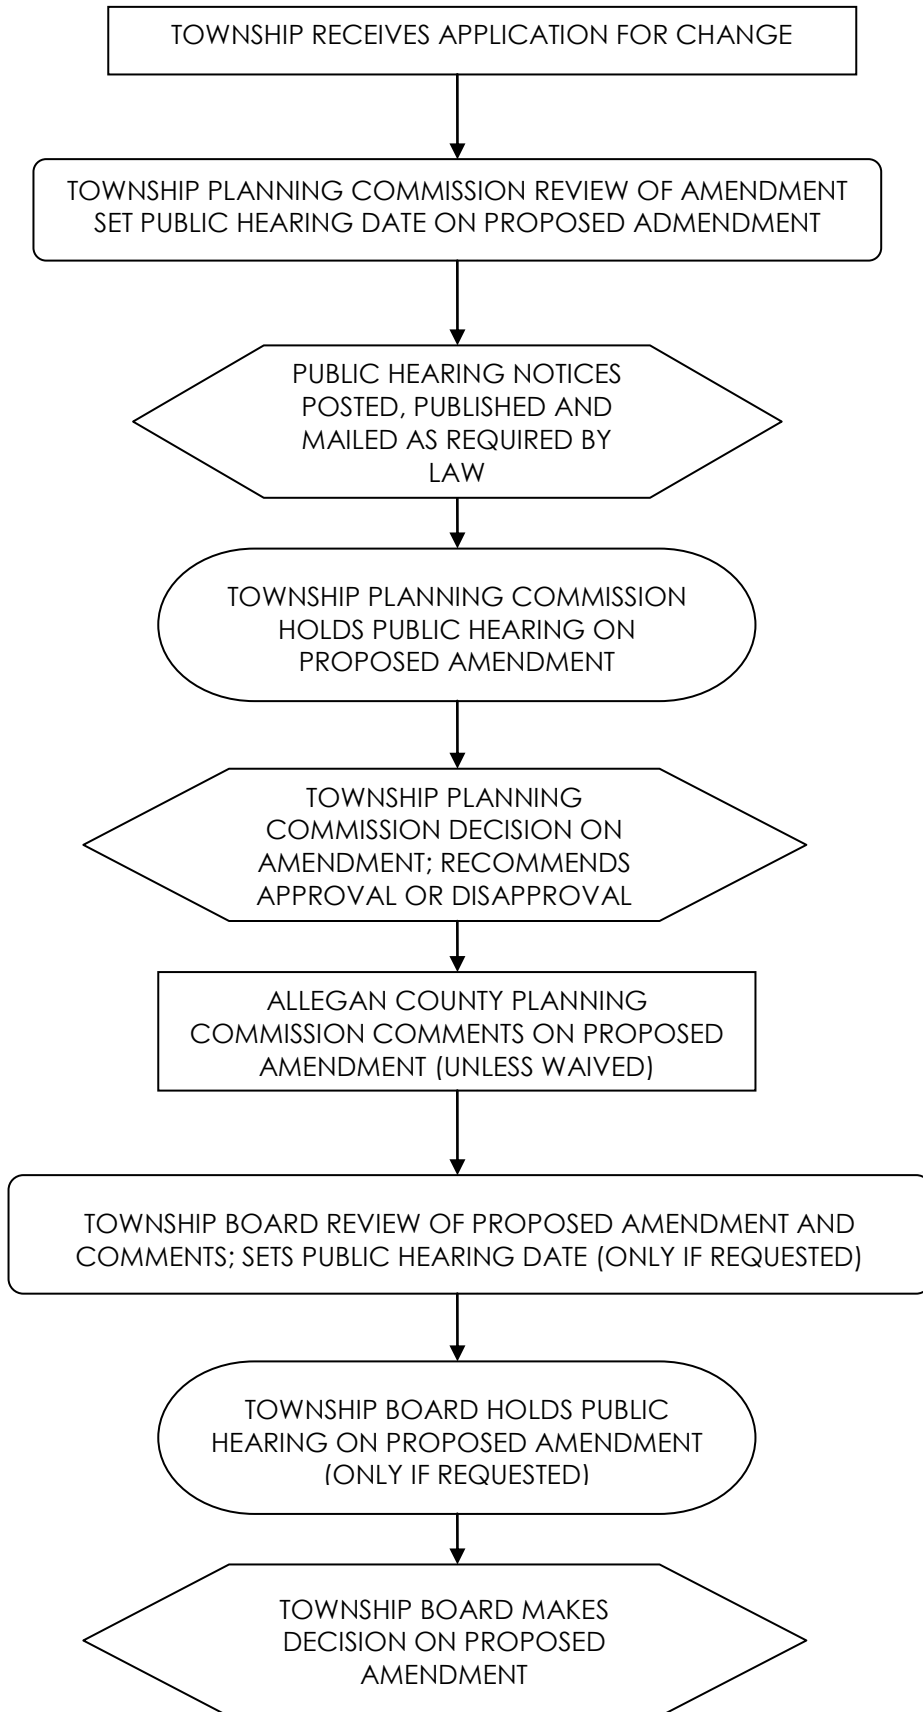 TOWNSHIP RECEIVES APPLICATION FOR CHANGE
TOWNSHIP PLANNING COMMISSION REVIEW OF AMENDMENT
SET PUBLIC HEARING DATE ON PROPOSED ADMENDMENT
PUBLIC HEARING NOTICES
POSTED, PUBLISHED AND
MAILED AS REQUIRED BY
LAW
TOWNSHIP PLANNING COMMISSION
HOLDS PUBLIC HEARING ON
PROPOSED AMENDMENT
TOWNSHIP PLANNING
COMMISSION DECISION ON
AMENDMENT; RECOMMENDS
APPROVAL OR DISAPPROVAL
ALLEGAN COUNTY PLANNING
COMMISSION COMMENTS ON PROPOSED
AMENDMENT (UNLESS WAIVED)
TOWNSHIP BOARD REVIEW OF PROPOSED AMENDMENT AND
COMMENTS; SETS PUBLIC HEARING DATE (ONLY IF REQUESTED)
TOWNSHIP BOARD HOLDS PUBLIC
HEARING ON PROPOSED AMENDMENT
(ONLY IF REQUESTED)
TOWNSHIP BOARD MAKES
DECISION ON PROPOSED
AMENDMENT